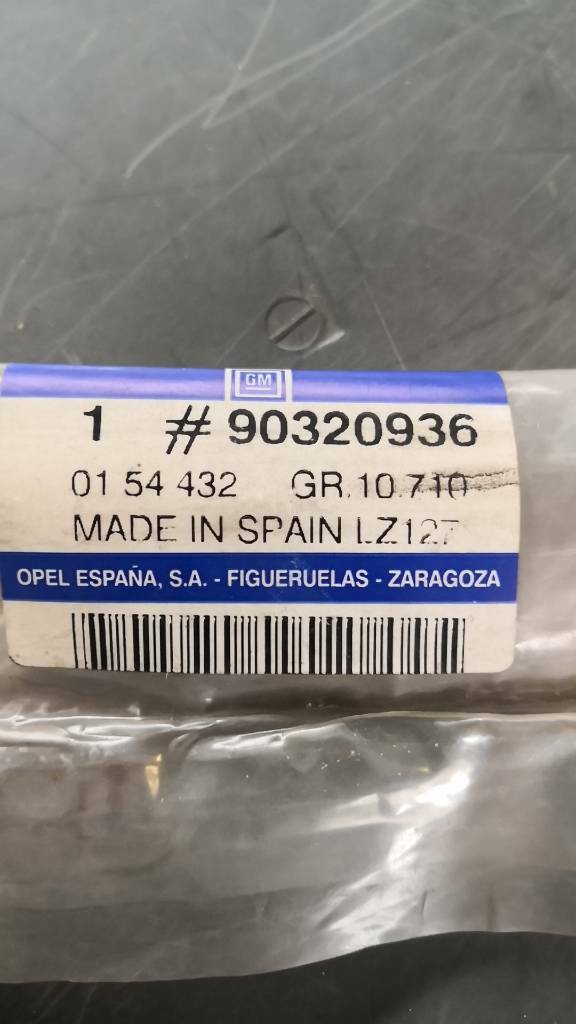 GM
1 # 90320936
01 54 432 GR.10.710
MADE IN SPAIN LZ127
OPEL ESPAÑA, S.A. - FIGUERUELAS - ZARAGOZA